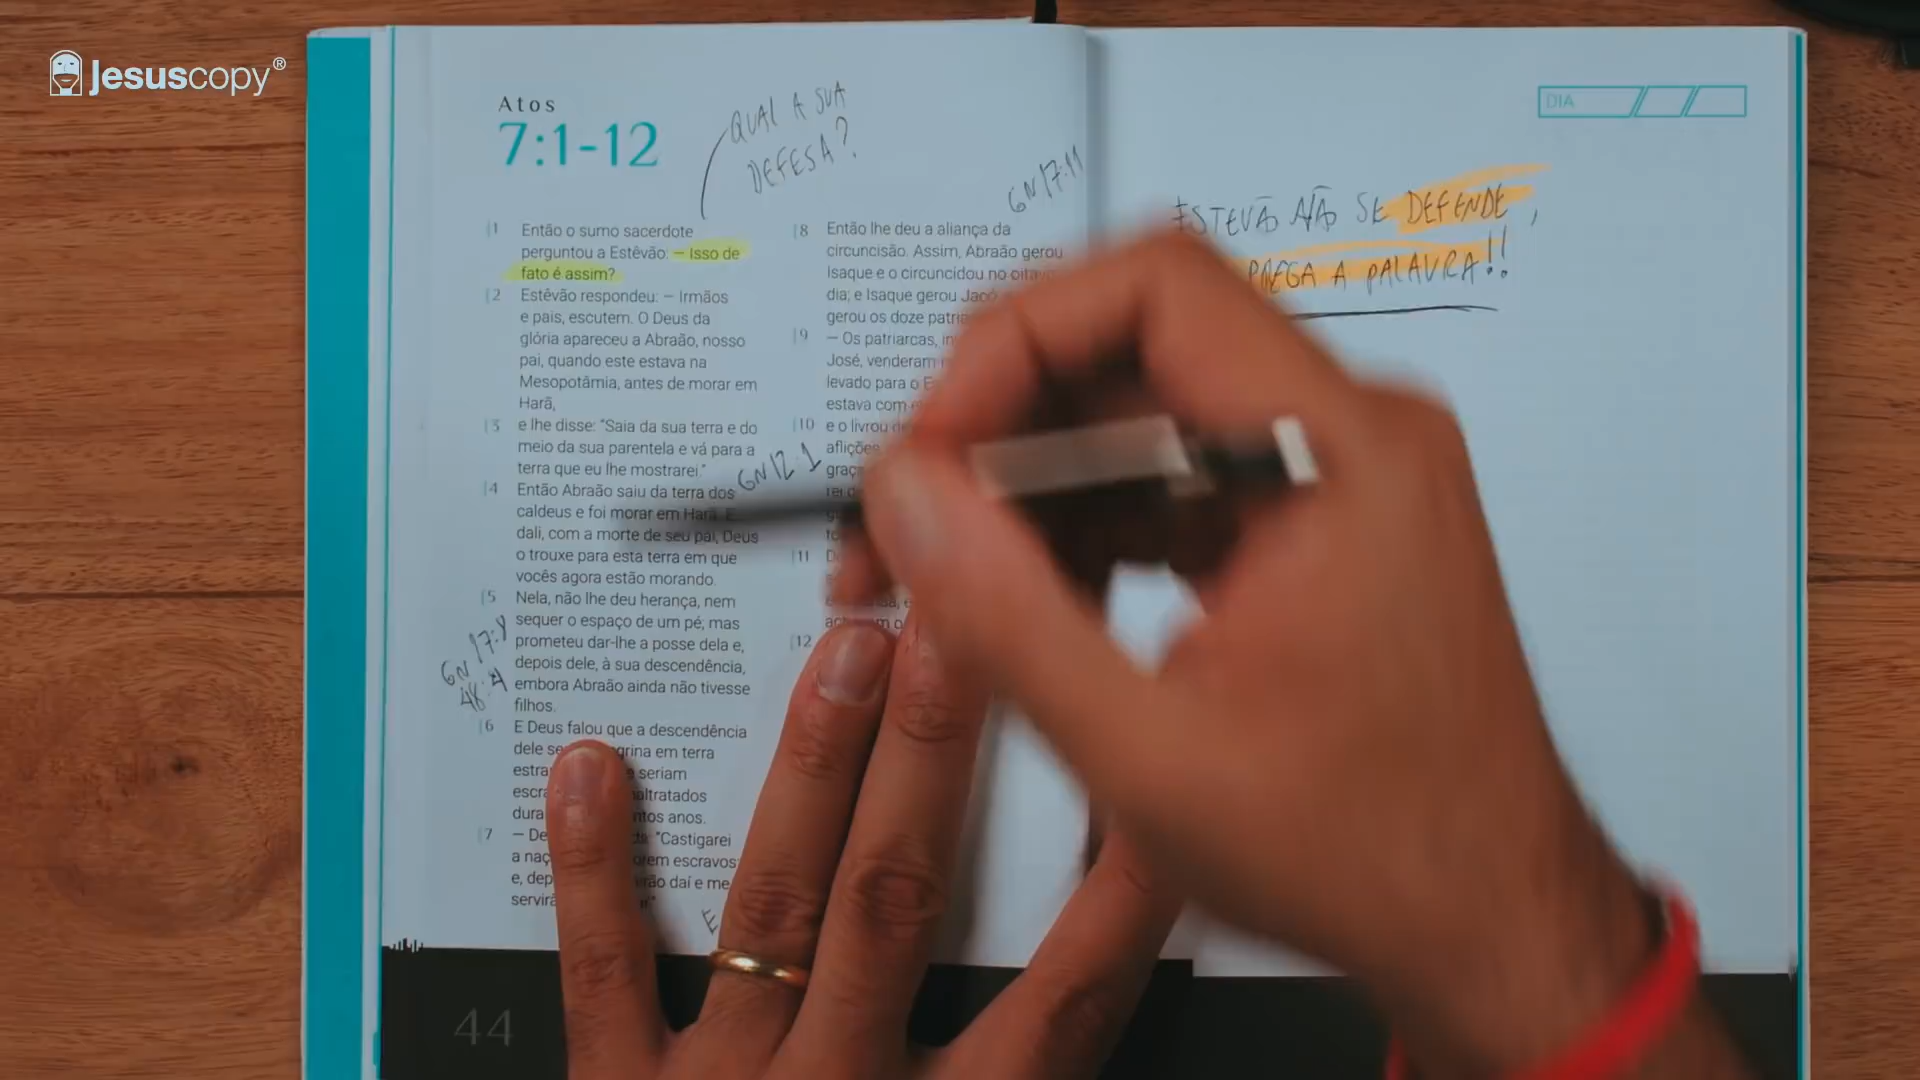 Jesuscopy®
Atos
7:1-12
QUAL A SUA
DEFESA?
1 Então o sumo sacerdote
perguntou a Estêvão: – Isso de
fato é assim?
2 Estêvão respondeu: – Irmãos
e pais, escutem. O Deus da
glória apareceu a Abraão, nosso
pai, quando este estava na
Mesopotâmia, antes de morar em
Harã,
3 e lhe disse: "Saia da sua terra e do
meio da sua parentela e vá para a
terra que eu lhe mostrarei."
GN 12:1
4 Então Abraão saiu da terra dos
caldeus e foi morar em Harã. E
dali, com a morte de seu pai, Deus
o trouxe para esta terra em que
vocês agora estão morando.
5 Nela, não lhe deu herança, nem
sequer o espaço de um pé; mas
prometeu dar-lhe a posse dela e,
depois dele, à sua descendência,
embora Abraão ainda não tivesse
filhos.
GN 17:8
48:4
6 E Deus falou que a descendência
dele
em terra
seriam
anos.
7 – "Castigarei
a
escravos;
e, daí e me
E
GN 17:11
8 Então lhe deu a aliança da
circuncisão. Assim, Abraão gerou
Isaque e o circuncidou no oitavo
dia; e Isaque gerou Jacó
gerou os doze
9 – Os patriarcas,
José, venderam
levado para o
estava com
10 e o livrou
aflições
11
12
44
DIA
ESTEVÃO NÃO SE DEFENDE,
PREGA A PALAVRA!!